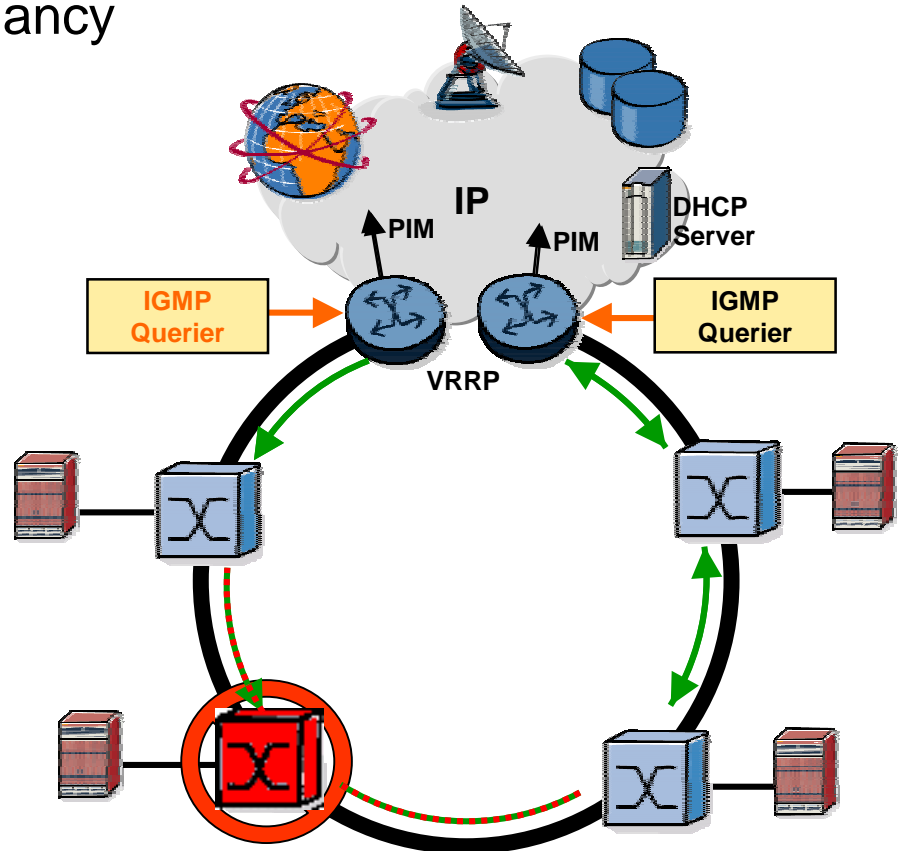 ancy
IP
PIM
PIM
DHCP
Server
IGMP
Querier
IGMP
Querier
VRRP